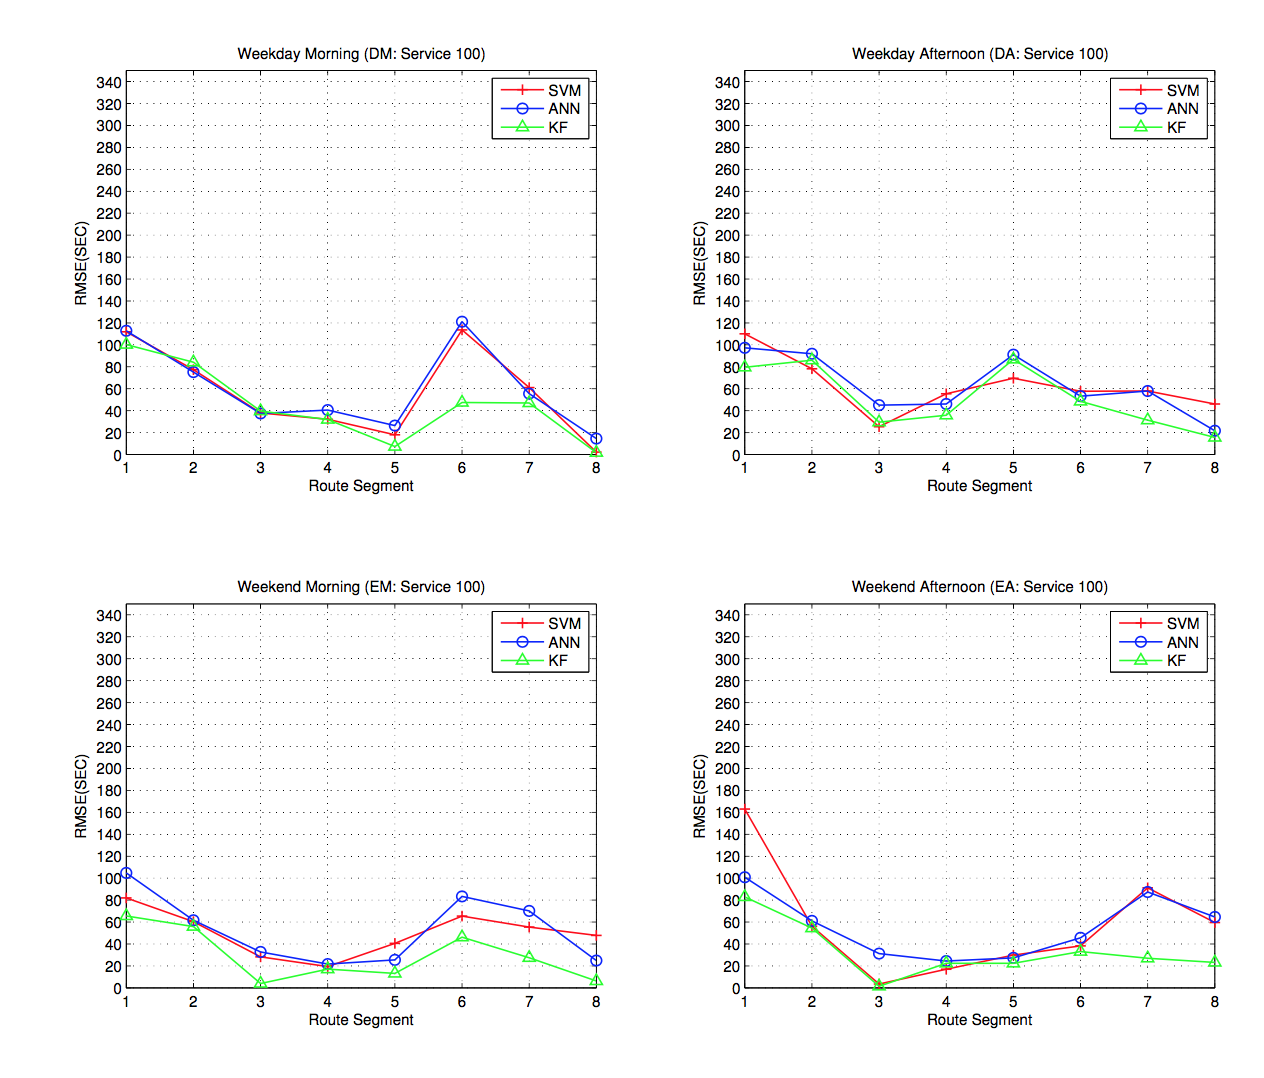 Weekday Morning (DM: Service 100)
340
320
300
280
260
240
220
200
180
160
140
120
100
80
60
40
20
0
RMSE(SEC)
SVM
ANN
KF
1 2 3 4 5 6 7 8
Route Segment
Weekday Afternoon (DA: Service 100)
340
320
300
280
260
240
220
200
180
160
140
120
100
80
60
40
20
0
RMSE(SEC)
SVM
ANN
KF
1 2 3 4 5 6 7 8
Route Segment
Weekend Morning (EM: Service 100)
340
320
300
280
260
240
220
200
180
160
140
120
100
80
60
40
20
0
RMSE(SEC)
SVM
ANN
KF
1 2 3 4 5 6 7 8
Route Segment
Weekend Afternoon (EA: Service 100)
340
320
300
280
260
240
220
200
180
160
140
120
100
80
60
40
20
0
RMSE(SEC)
SVM
ANN
KF
1 2 3 4 5 6 7 8
Route Segment